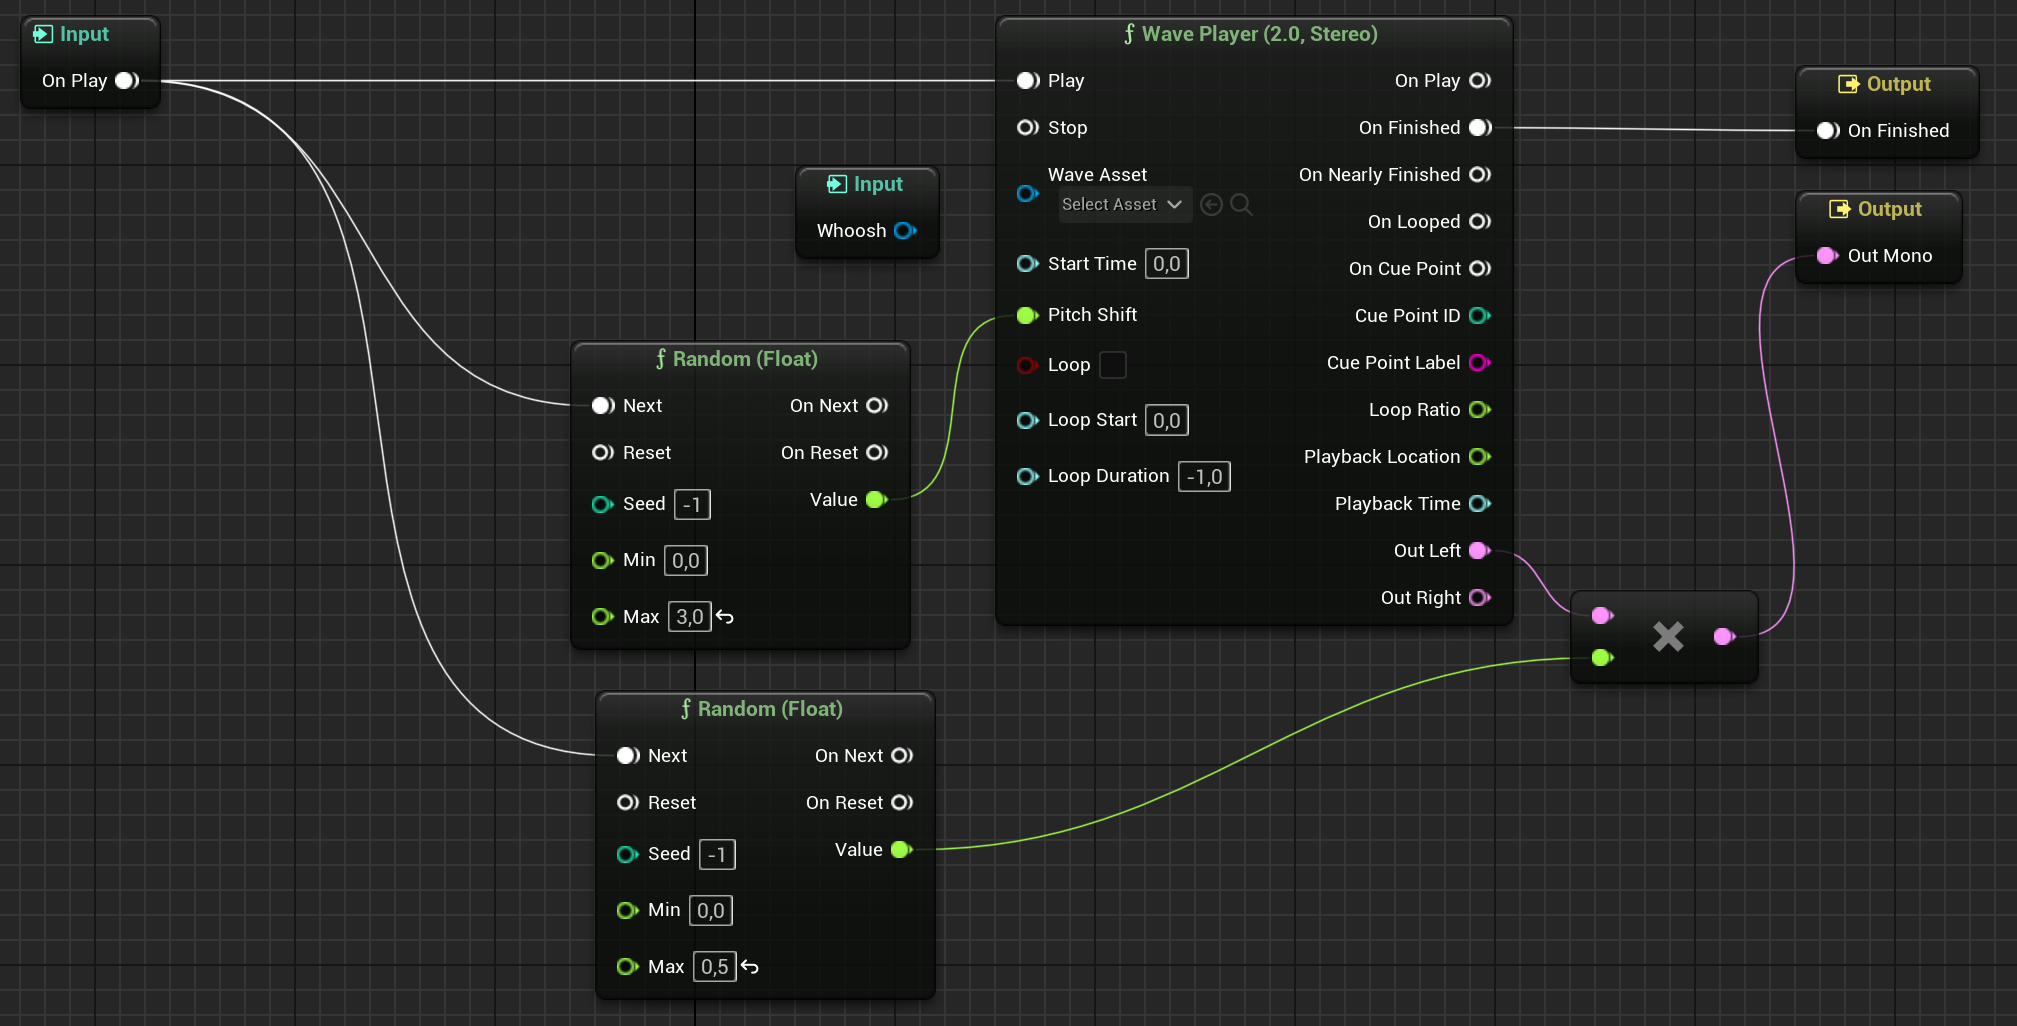 Input
On Play
Input
Whoosh
ƒ Random (Float)
Next On Next
Reset On Reset
Seed -1 Value
Min 0,0
Max 3,0
ƒ Random (Float)
Next On Next
Reset On Reset
Seed -1 Value
Min 0,0
Max 0,5
ƒ Wave Player (2.0, Stereo)
Play On Play
Stop On Finished
Wave Asset On Nearly Finished
Select Asset On Looped
Start Time 0,0 On Cue Point
Pitch Shift Cue Point ID
Loop Cue Point Label
Loop Start 0,0 Loop Ratio
Loop Duration -1,0 Playback Location
Playback Time
Out Left
Out Right
Output
On Finished
Output
Out Mono